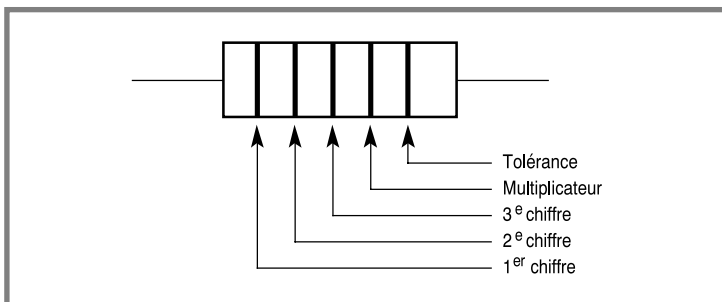 Tolérance
Multiplicateur
3e chiffre
2e chiffre
1er chiffre